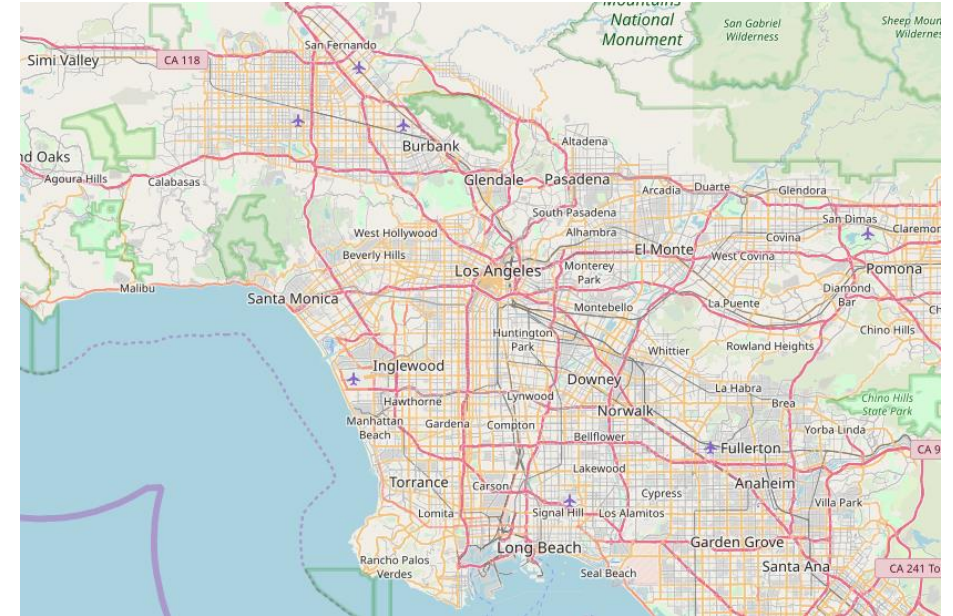 Mountains
National
Monument
San Gabriel
Wilderness
San Fernando
Simi Valley
CA 118
Burbank
Altadena
nd Oaks
Agoura Hills
Calabasas
Glendale
Pasadena
Arcadia
Duarte
Glendora
South Pasadena
San Dimas
West Hollywood
Alhambra
Covina
Claremon
Beverly Hills
El Monte
West Covina
Los Angeles
Monterey
Park
Pomona
Malibu
Santa Monica
Montebello
La Puente
Diamond
Bar
Chino Hills
Huntington
Park
Whittier
Rowland Heights
Inglewood
Downey
La Habra
Hawthorne
Lynwood
Brea
Chino Hills
State Park
Norwalk
Manhattan
Beach
Gardena
Compton
Bellflower
Yorba Linda
Fullerton
CA 9
Lakewood
Torrance
Carson
Cypress
Anaheim
Villa Park
Lomita
Signal Hill
Los Alamitos
Long Beach
Garden Grove
Rancho Palos
Verdes
Seal Beach
Santa Ana
CA 241 To